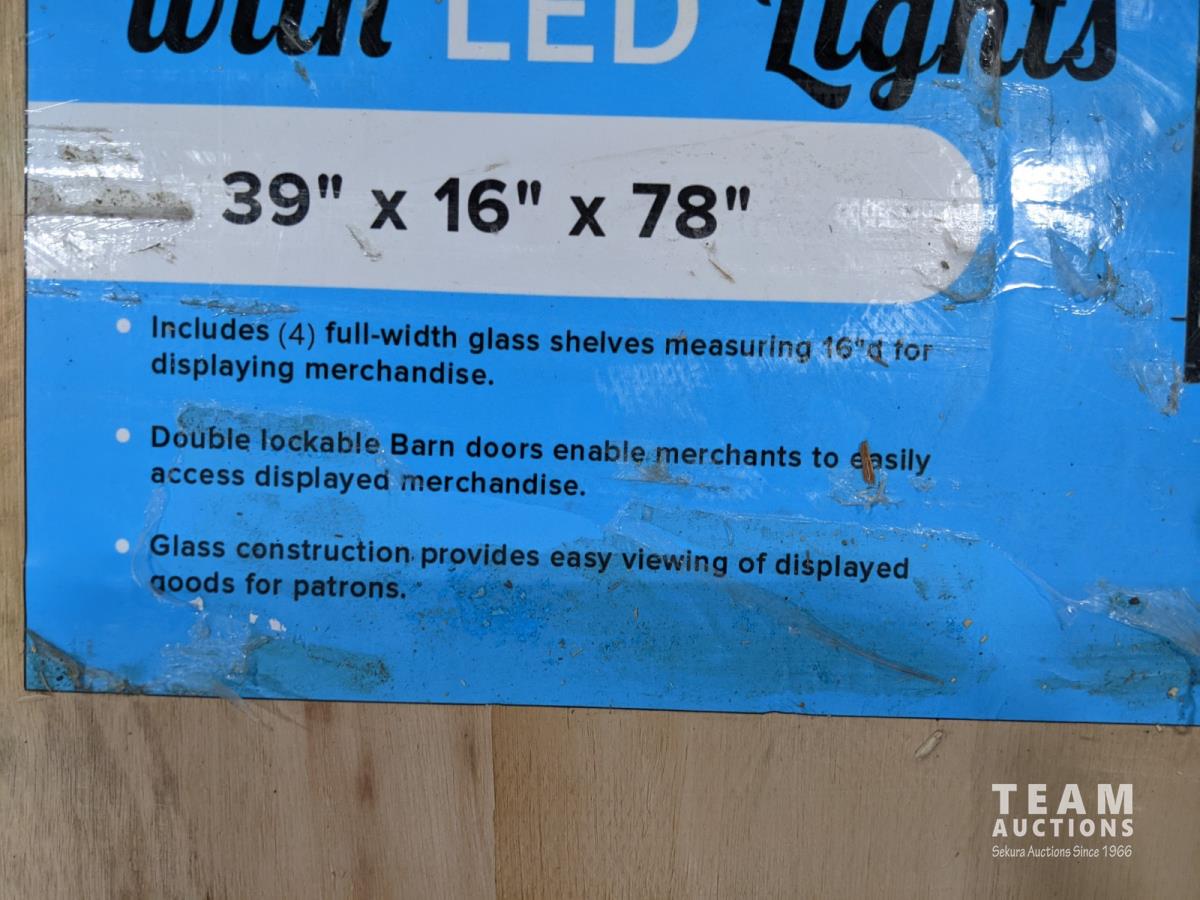 with LED Lights
39" x 16" x 78"
• Includes (4) full-width glass shelves measuring 16"d for
displaying merchandise.
• Double lockable Barn doors enable merchants to easily
access displayed merchandise.
• Glass construction provides easy viewing of displayed
goods for patrons.
TEAM
AUCTIONS
Sekura Auctions Since 1966